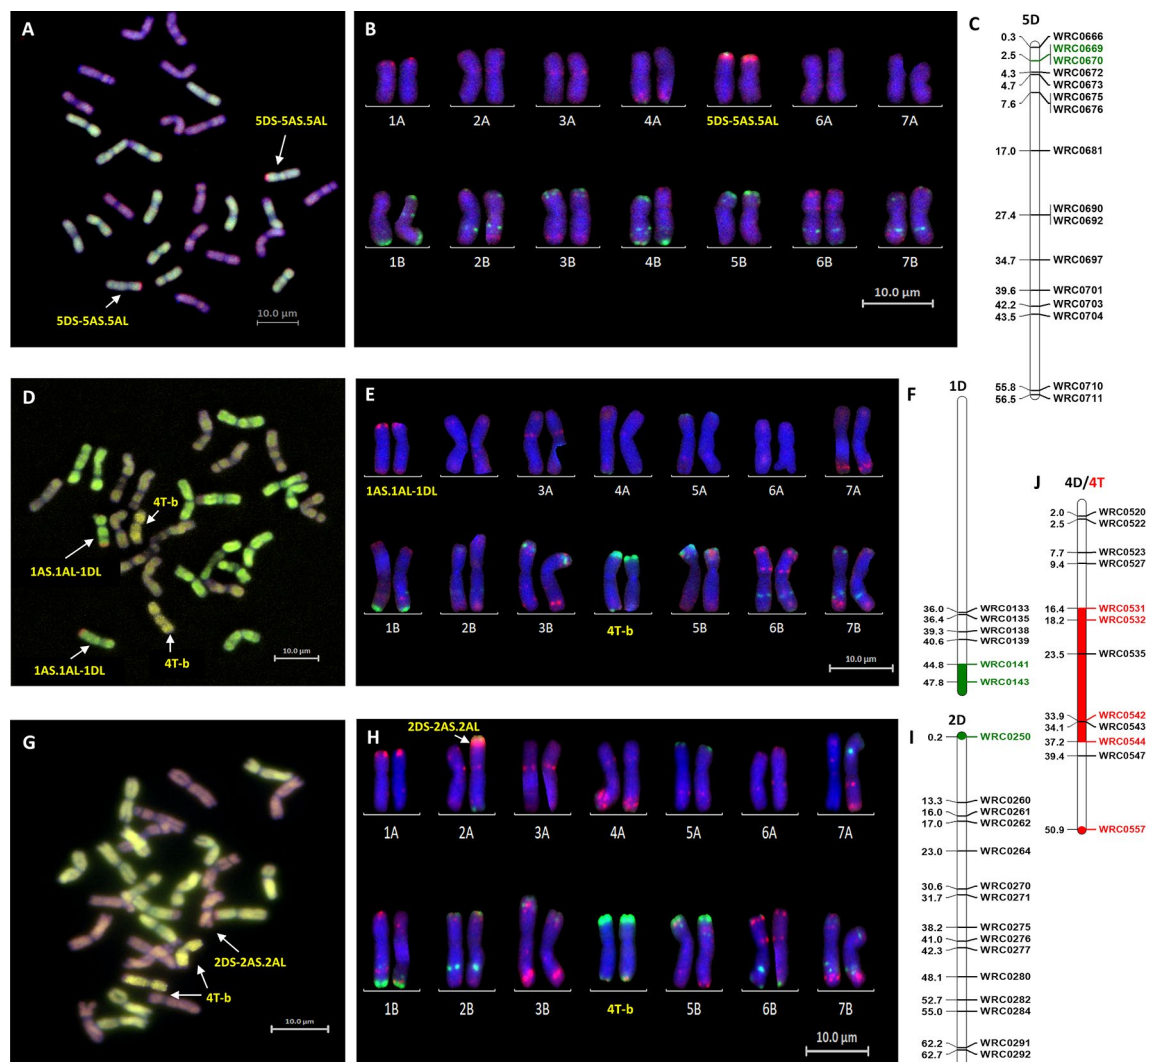 A
5DS-5AS.5AL
5DS-5AS.5AL
10.0 µm
B
1A 2A 3A 4A 5DS-5AS.5AL 6A 7A
1B 2B 3B 4B 5B 6B 7B
10.0 µm
C
5D
0.3 WRC0666
WRC0669
2.5 WRC0670
4.3 WRC0672
4.7 WRC0673
WRC0675
7.6 WRC0676
17.0 WRC0681
WRC0690
27.4 WRC0692
34.7 WRC0697
39.6 WRC0701
42.2 WRC0703
43.5 WRC0704
55.8 WRC0710
56.5 WRC0711
D
4T-b
1AS.1AL-1DL
4T-b
1AS.1AL-1DL
10.0 µm
E
1AS.1AL-1DL 3A 4A 5A 6A 7A
1B 2B 3B 4T-b 5B 6B 7B
10.0 µm
F
1D
36.0 WRC0133
36.4 WRC0135
39.3 WRC0138
40.6 WRC0139
44.8 WRC0141
47.8 WRC0143
G
2DS-2AS.2AL
4T-b
10.0 µm
H
2DS-2AS.2AL
1A 2A 3A 4A 5A 6A 7A
1B 2B 3B 4T-b 5B 6B 7B
10.0 µm
I
2D
0.2 WRC0250
13.3 WRC0260
16.0 WRC0261
17.0 WRC0262
23.0 WRC0264
30.6 WRC0270
31.7 WRC0271
38.2 WRC0275
41.0 WRC0276
42.3 WRC0277
48.1 WRC0280
52.7 WRC0282
55.0 WRC0284
62.2 WRC0291
62.7 WRC0292
J
4D/4T
2.0 WRC0520
2.5 WRC0522
7.7 WRC0523
9.4 WRC0527
16.4 WRC0531
18.2 WRC0532
23.5 WRC0535
33.9 WRC0542
34.1 WRC0543
37.2 WRC0544
39.4 WRC0547
50.9 WRC0557